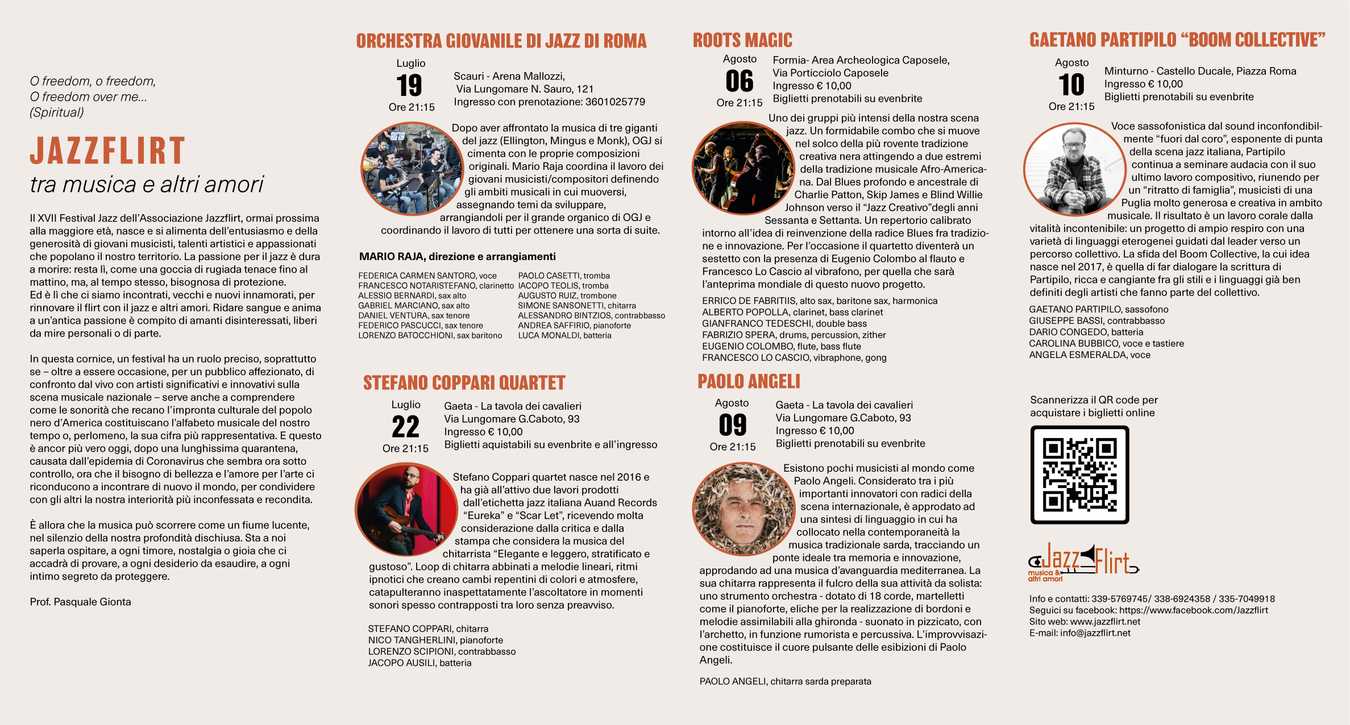 O freedom, o freedom,
O freedom over me...
(Spiritual)
JAZZFLIRT
tra musica e altri amori
Il XVII Festival Jazz dell'Associazione Jazzflirt, ormai prossima
alla maggiore età, nasce e si alimenta dell'entusiasmo e della
generosità di giovani musicisti, talenti artistici e appassionati
che popolano il nostro territorio. La passione per il jazz è dura
a morire: resta lì, come una goccia di rugiada tenace fino al
mattino, ma, al tempo stesso, bisognosa di protezione.
Ed è lì che ci siamo incontrati, vecchi e nuovi innamorati, per
rinnovare il flirt con il jazz e altri amori. Ridare sangue e anima
a un'antica passione è compito di amanti disinteressati, liberi
da mire personali o di parte.
In questa cornice, un festival ha un ruolo preciso, soprattutto
se – oltre a essere occasione, per un pubblico affezionato, di
confronto dal vivo con artisti significativi e innovativi sulla
scena musicale nazionale – serve anche a comprendere
come le sonorità che recano l'impronta culturale del popolo
nero d'America costituiscano l'alfabeto musicale del nostro
tempo o, perlomeno, la sua cifra più rappresentativa. E questo
è ancor più vero oggi, dopo una lunghissima quarantena,
causata dall'epidemia di Coronavirus che sembra ora sotto
controllo, ora che il bisogno di bellezza e l'amore per l'arte ci
riconducono a incontrare di nuovo il mondo, per condividere
con gli altri la nostra interiorità più inconfessata e recondita.
È allora che la musica può scorrere come un fiume lucente,
nel silenzio della nostra profondità dischiusa. Sta a noi
saperla ospitare, a ogni timore, nostalgia o gioia che ci
accadrà di provare, a ogni desiderio da esaudire, a ogni
intimo segreto da proteggere.
Prof. Pasquale Gionta
ORCHESTRA GIOVANILE DI JAZZ DI ROMA
Luglio
19
Ore 21:15
Scauri - Arena Mallozzi,
Via Lungomare N. Sauro, 121
Ingresso con prenotazione: 3601025779
Dopo aver affrontato la musica di tre giganti
del jazz (Ellington, Mingus e Monk), OGJ si
cimenta con le proprie composizioni
originali. Mario Raja coordina il lavoro dei
giovani musicisti/compositori definendo
gli ambiti musicali in cui muoversi,
assegnando temi da sviluppare,
arrangiandoli per il grande organico di OGJ e
coordinando il lavoro di tutti per ottenere una sorta di suite.
MARIO RAJA, direzione e arrangiamenti
FEDERICA CARMEN SANTORO, voce
FRANCESCO NOTARISTEFANO, clarinetto
ALESSIO BERNARDI, sax alto
GABRIEL MARCIANO, sax alto
DANIEL VENTURA, sax tenore
FEDERICO PASCUCCI, sax tenore
LORENZO BATOCCHIONI, sax baritono
PAOLO CASETTI, tromba
IACOPO TEOLIS, tromba
AUGUSTO RUIZ, trombone
SIMONE SANSONETTI, chitarra
ALESSANDRO BINTZIOS, contrabbasso
ANDREA SAFFIRIO, pianoforte
LUCA MONALDI, batteria
STEFANO COPPARI QUARTET
Luglio
22
Ore 21:15
Gaeta - La tavola dei cavalieri
Via Lungomare G.Caboto, 93
Ingresso € 10,00
Biglietti aquistabili su evenbrite e all'ingresso
Stefano Coppari quartet nasce nel 2016 e
ha già all'attivo due lavori prodotti
dall'etichetta jazz italiana Auand Records
“Eureka” e “Scar Let”, ricevendo molta
considerazione dalla critica e dalla
stampa che considera la musica del
chitarrista “Elegante e leggero, stratificato e
gustoso”. Loop di chitarra abbinati a melodie lineari, ritmi
ipnotici che creano cambi repentini di colori e atmosfere,
catapulteranno inaspettatamente l'ascoltatore in momenti
sonori spesso contrapposti tra loro senza preavviso.
STEFANO COPPARI, chitarra
NICO TANGHERLINI, pianoforte
LORENZO SCIPIONI, contrabbasso
JACOPO AUSILI, batteria
ROOTS MAGIC
Agosto
06
Ore 21:15
Formia- Area Archeologica Caposele,
Via Porticciolo Caposele
Ingresso € 10,00
Biglietti prenotabili su evenbrite
Uno dei gruppi più intensi della nostra scena
jazz. Un formidabile combo che si muove
nel solco della più rovente tradizione
creativa nera attingendo a due estremi
della tradizione musicale Afro-America-
na. Dal Blues profondo e ancestrale di
Charlie Patton, Skip James e Blind Willie
Johnson verso il “Jazz Creativo”degli anni
Sessanta e Settanta. Un repertorio calibrato
intorno all'idea di reinvenzione della radice Blues fra tradizio-
ne e innovazione. Per l'occasione il quartetto diventerà un
sestetto con la presenza di Eugenio Colombo al flauto e
Francesco Lo Cascio al vibrafono, per quella che sarà
l'anteprima mondiale di questo nuovo progetto.
ERRICO DE FABRITIIS, alto sax, baritone sax, harmonica
ALBERTO POPOLLA, clarinet, bass clarinet
GIANFRANCO TEDESCHI, double bass
FABRIZIO SPERA, drums, percussion, zither
EUGENIO COLOMBO, flute, bass flute
FRANCESCO LO CASCIO, vibraphone, gong
PAOLO ANGELI
Agosto
09
Ore 21:15
Gaeta - La tavola dei cavalieri
Via Lungomare G.Caboto, 93
Ingresso € 10,00
Biglietti prenotabili su evenbrite
Esistono pochi musicisti al mondo come
Paolo Angeli. Considerato tra i più
importanti innovatori con radici della
scena internazionale, è approdato ad
una sintesi di linguaggio in cui ha
collocato nella contemporaneità la
musica tradizionale sarda, tracciando un
ponte ideale tra memoria e innovazione,
approdando ad una musica d'avanguardia mediterranea. La
sua chitarra rappresenta il fulcro della sua attività da solista:
uno strumento orchestra - dotato di 18 corde, martelletti
come il pianoforte, eliche per la realizzazione di bordoni e
melodie assimilabili alla ghironda - suonato in pizzicato, con
l'archetto, in funzione rumorista e percussiva. L'improvvisazi-
one costituisce il cuore pulsante delle esibizioni di Paolo
Angeli.
PAOLO ANGELI, chitarra sarda preparata
GAETANO PARTIPILO “BOOM COLLECTIVE”
Agosto
10
Ore 21:15
Minturno - Castello Ducale, Piazza Roma
Ingresso € 10,00
Biglietti prenotabili su evenbrite
Voce sassofonistica dal sound inconfondibil-
mente “fuori dal coro”, esponente di punta
della scena jazz italiana, Partipilo
continua a seminare audacia con il suo
ultimo lavoro compositivo, riunendo per
un “ritratto di famiglia”, musicisti di una
Puglia molto generosa e creativa in ambito
musicale. Il risultato è un lavoro corale dalla
vitalità incontenibile: un progetto di ampio respiro con una
varietà di linguaggi eterogenei guidati dal leader verso un
percorso collettivo. La sfida del Boom Collective, la cui idea
nasce nel 2017, è quella di far dialogare la scrittura di
Partipilo, ricca e cangiante fra gli stili e i linguaggi già ben
definiti degli artisti che fanno parte del collettivo.
GAETANO PARTIPILO, sassofono
GIUSEPPE BASSI, contrabbasso
DARIO CONGEDO, batteria
CAROLINA BUBBICO, voce e tastiere
ANGELA ESMERALDA, voce
Scannerizza il QR code per
acquistare i biglietti online
Jazz Flirt
musica &
altri amori
Info e contatti: 339-5769745/ 338-6924358 / 335-7049918
Seguici su facebook: https://www.facebook.com/Jazzflirt
Sito web: www.jazzflirt.net
E-mail: info@jazzflirt.net